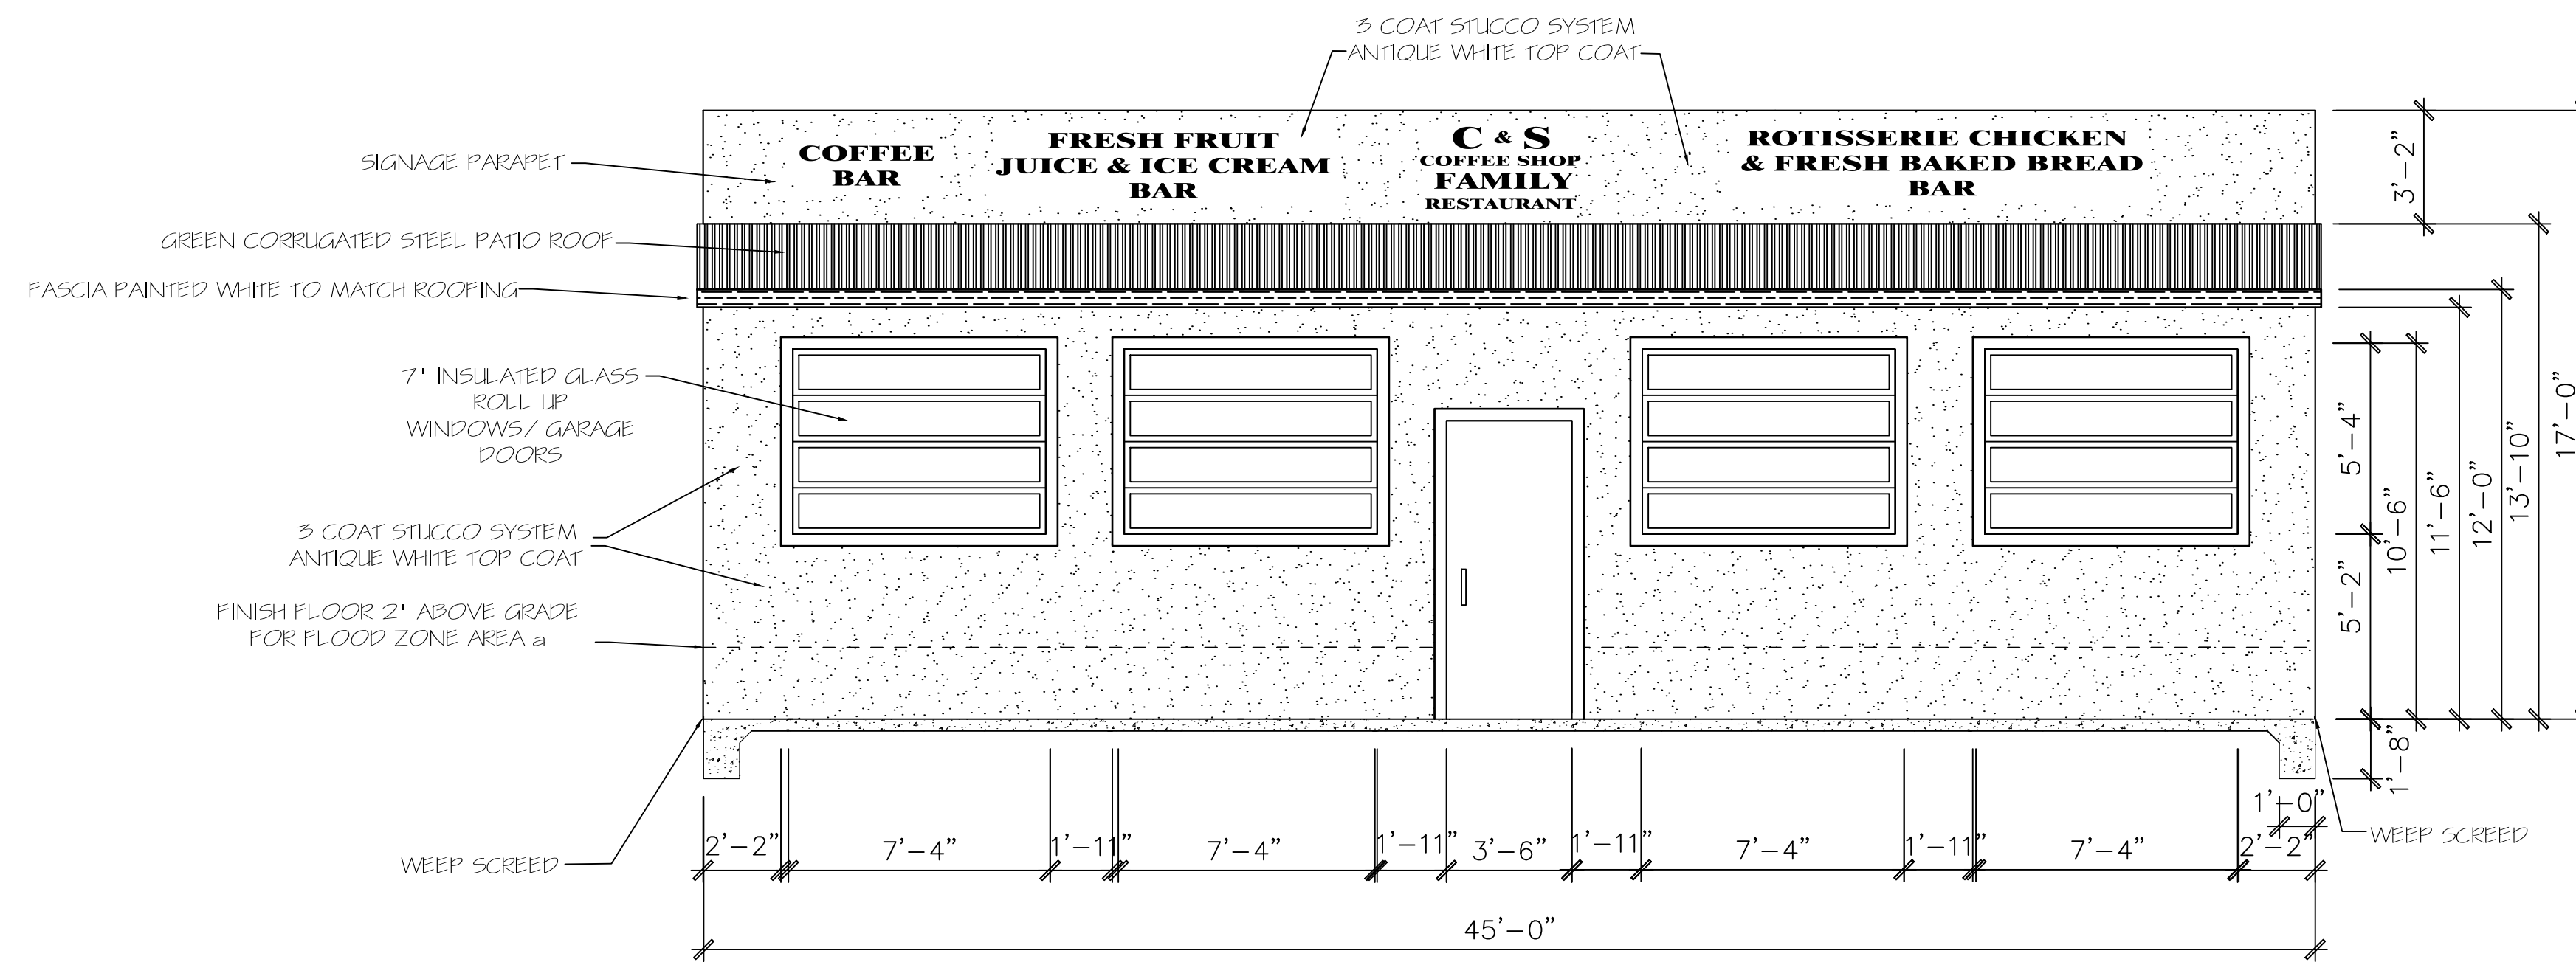 3 COAT STUCCO SYSTEM
ANTIQUE WHITE TOP COAT
SIGNAGE PARAPET
COFFEE
BAR
FRESH FRUIT
JUICE & ICE CREAM
BAR
C & S
COFFEE SHOP
FAMILY
RESTAURANT
ROTISSERIE CHICKEN
& FRESH BAKED BREAD
BAR
GREEN CORRUGATED STEEL PATIO ROOF
FASCIA PAINTED WHITE TO MATCH ROOFING
7' INSULATED GLASS
ROLL UP
WINDOWS/ GARAGE
DOORS
3 COAT STUCCO SYSTEM
ANTIQUE WHITE TOP COAT
FINISH FLOOR 2' ABOVE GRADE
FOR FLOOD ZONE AREA a
WEEP SCREED
3'-2"
5'-4"
5'-2"
10'-6"
11'-6"
12'-0"
13'-10"
17'-0"
1'-8"
1'-0"
WEEP SCREED
2'-2"
7'-4"
1'-11"
7'-4"
1'-11"
3'-6"
1'-11"
7'-4"
1'-11"
7'-4"
2'-2"
45'-0"